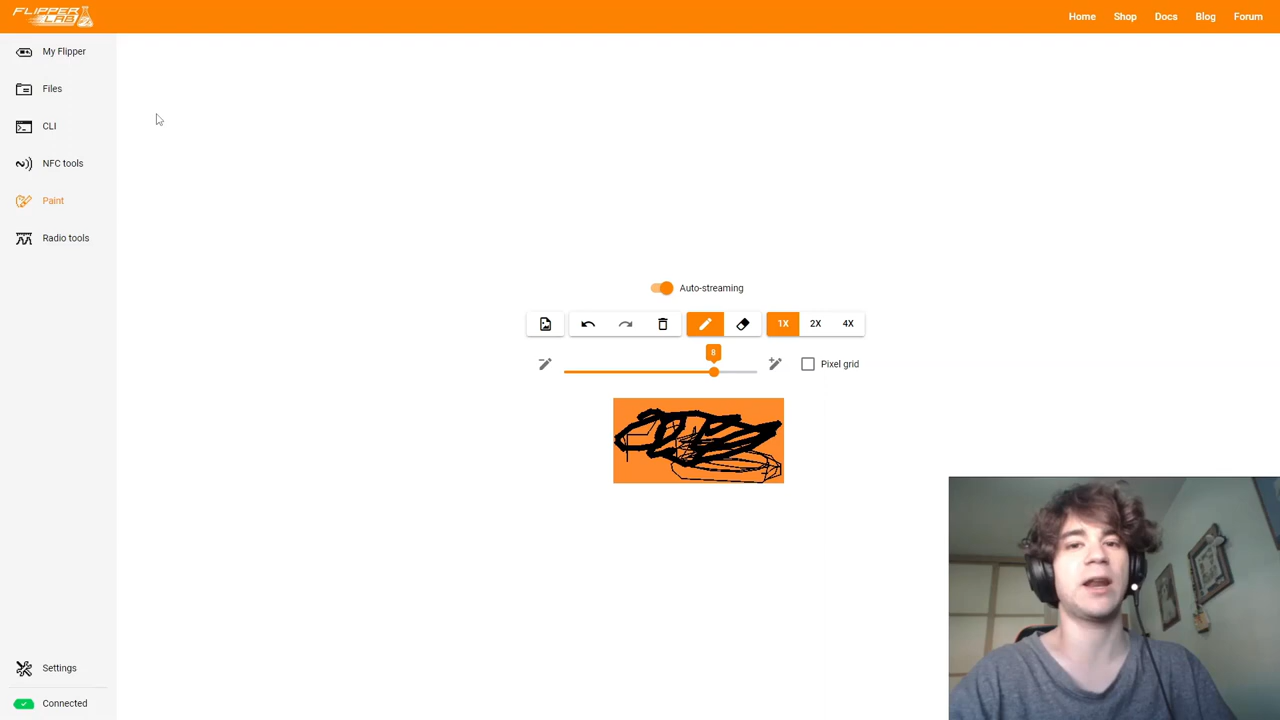 FLIPPER
LAB
Home
Shop
Docs
Blog
Forum
My Flipper
Files
CLI
NFC tools
Paint
Radio tools
Auto-streaming
1X
2X
4X
8
Pixel grid
Settings
Connected